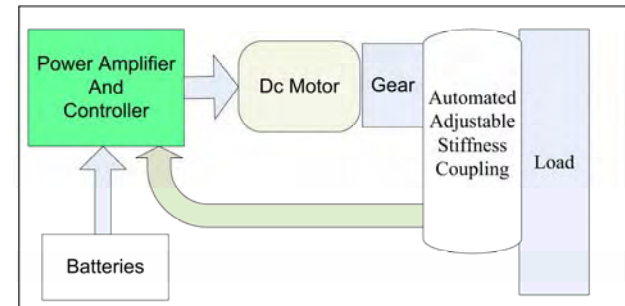 Power Amplifier
And
Controller
Dc Motor
Gear
Automated
Adjustable
Stiffness
Coupling
Load
Batteries